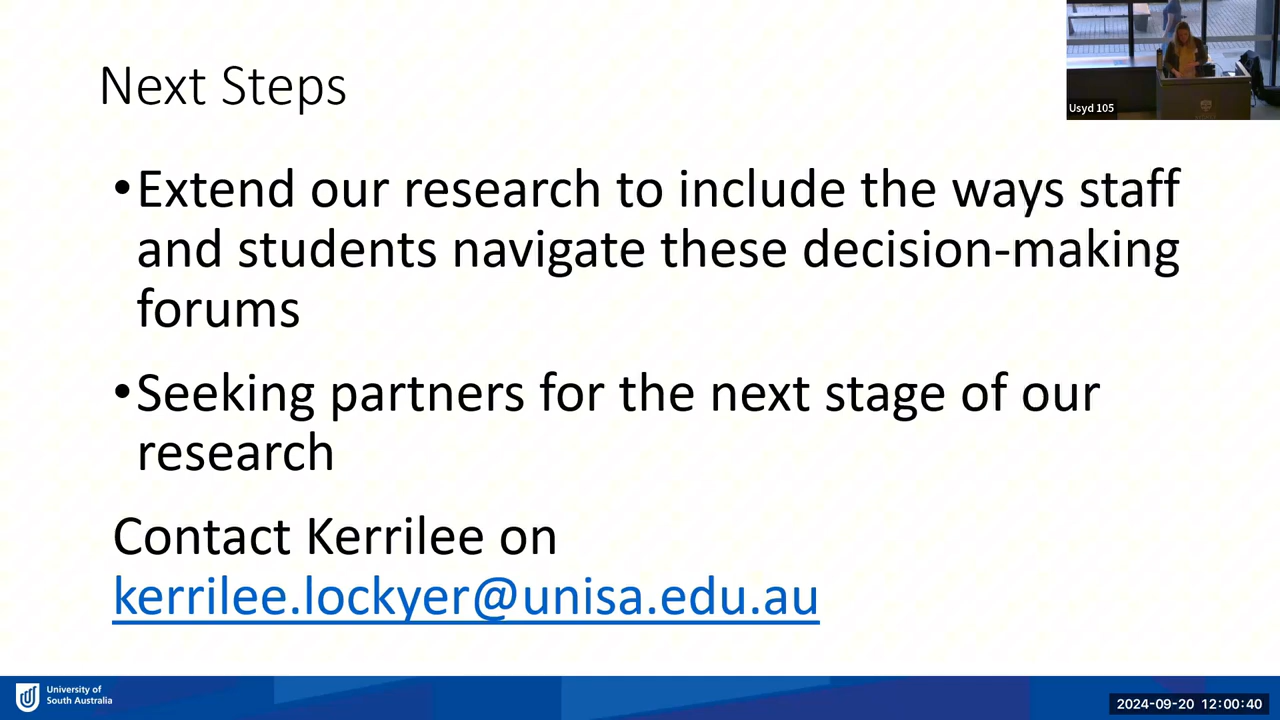 Next Steps
Usyd 105
•Extend our research to include the ways staff
and students navigate these decision-making
forums
•Seeking partners for the next stage of our
research
Contact Kerrilee on
kerrilee.lockyer@unisa.edu.au
University of
South Australia
2024-09-20 12:00:40